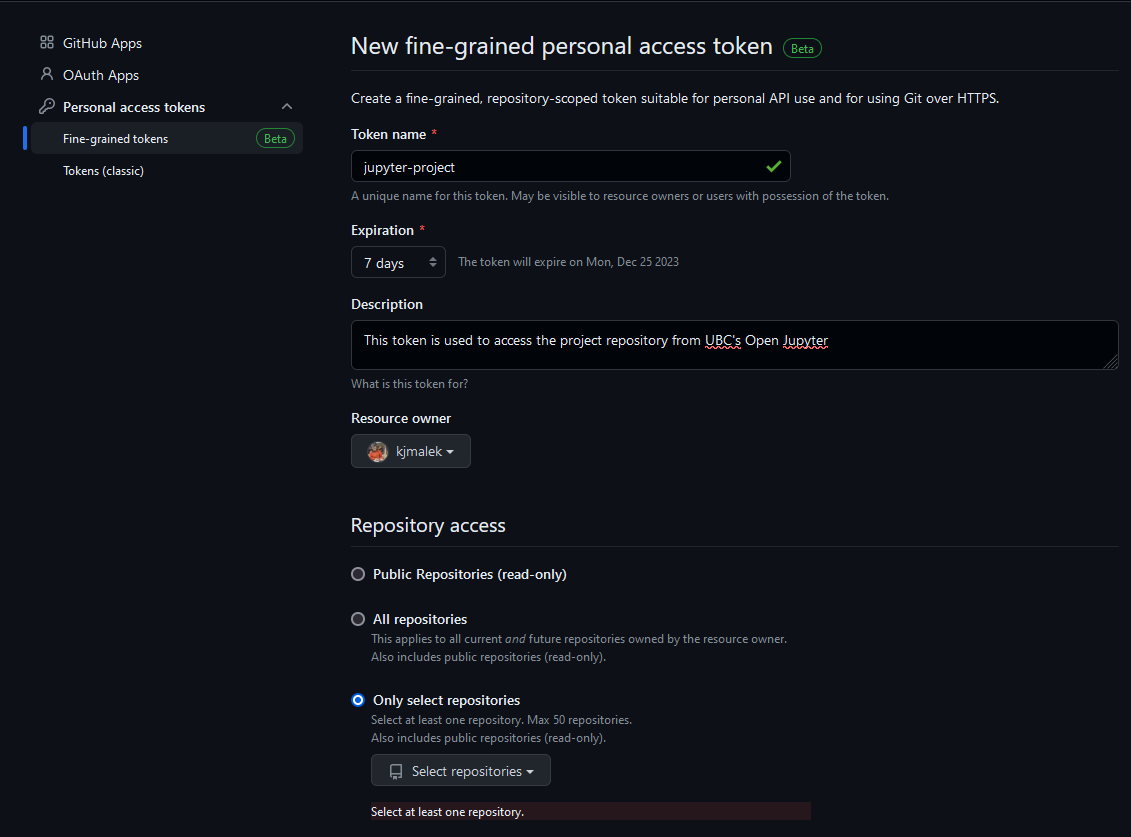 GitHub Apps
OAuth Apps
Personal access tokens
Fine-grained tokens Beta
Tokens (classic)
New fine-grained personal access token Beta
Create a fine-grained, repository-scoped token suitable for personal API use and for using Git over HTTPS.
Token name *
jupyter-project
A unique name for this token. May be visible to resource owners or users with possession of the token.
Expiration *
7 days The token will expire on Mon, Dec 25 2023
Description
This token is used to access the project repository from UBC's Open Jupyter
What is this token for?
Resource owner
kjmalek
Repository access
Public Repositories (read-only)
All repositories
This applies to all current and future repositories owned by the resource owner.
Also includes public repositories (read-only).
Only select repositories
Select at least one repository. Max 50 repositories.
Also includes public repositories (read-only).
Select repositories
Select at least one repository.